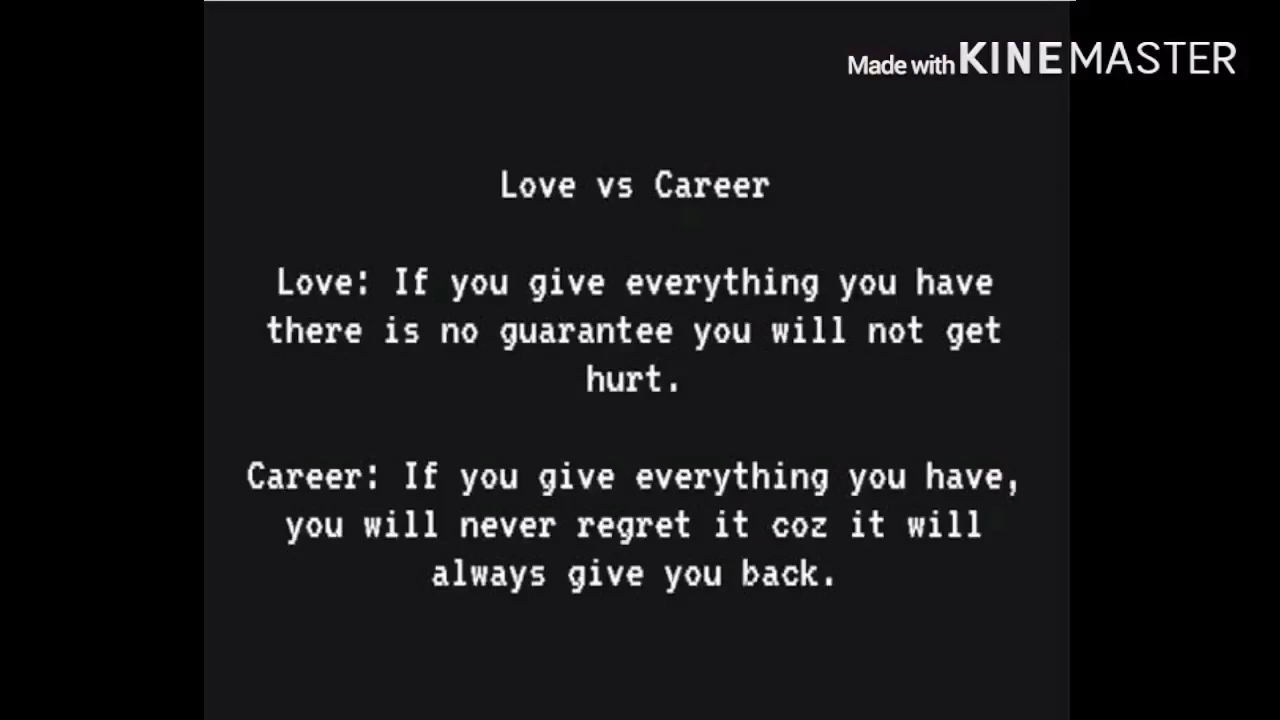 Made with KINEMASTER
Love vs Career
Love: If you give everything you have
there is no guarantee you will not get
hurt.
Career: If you give everything you have,
you will never regret it coz it will
always give you back.